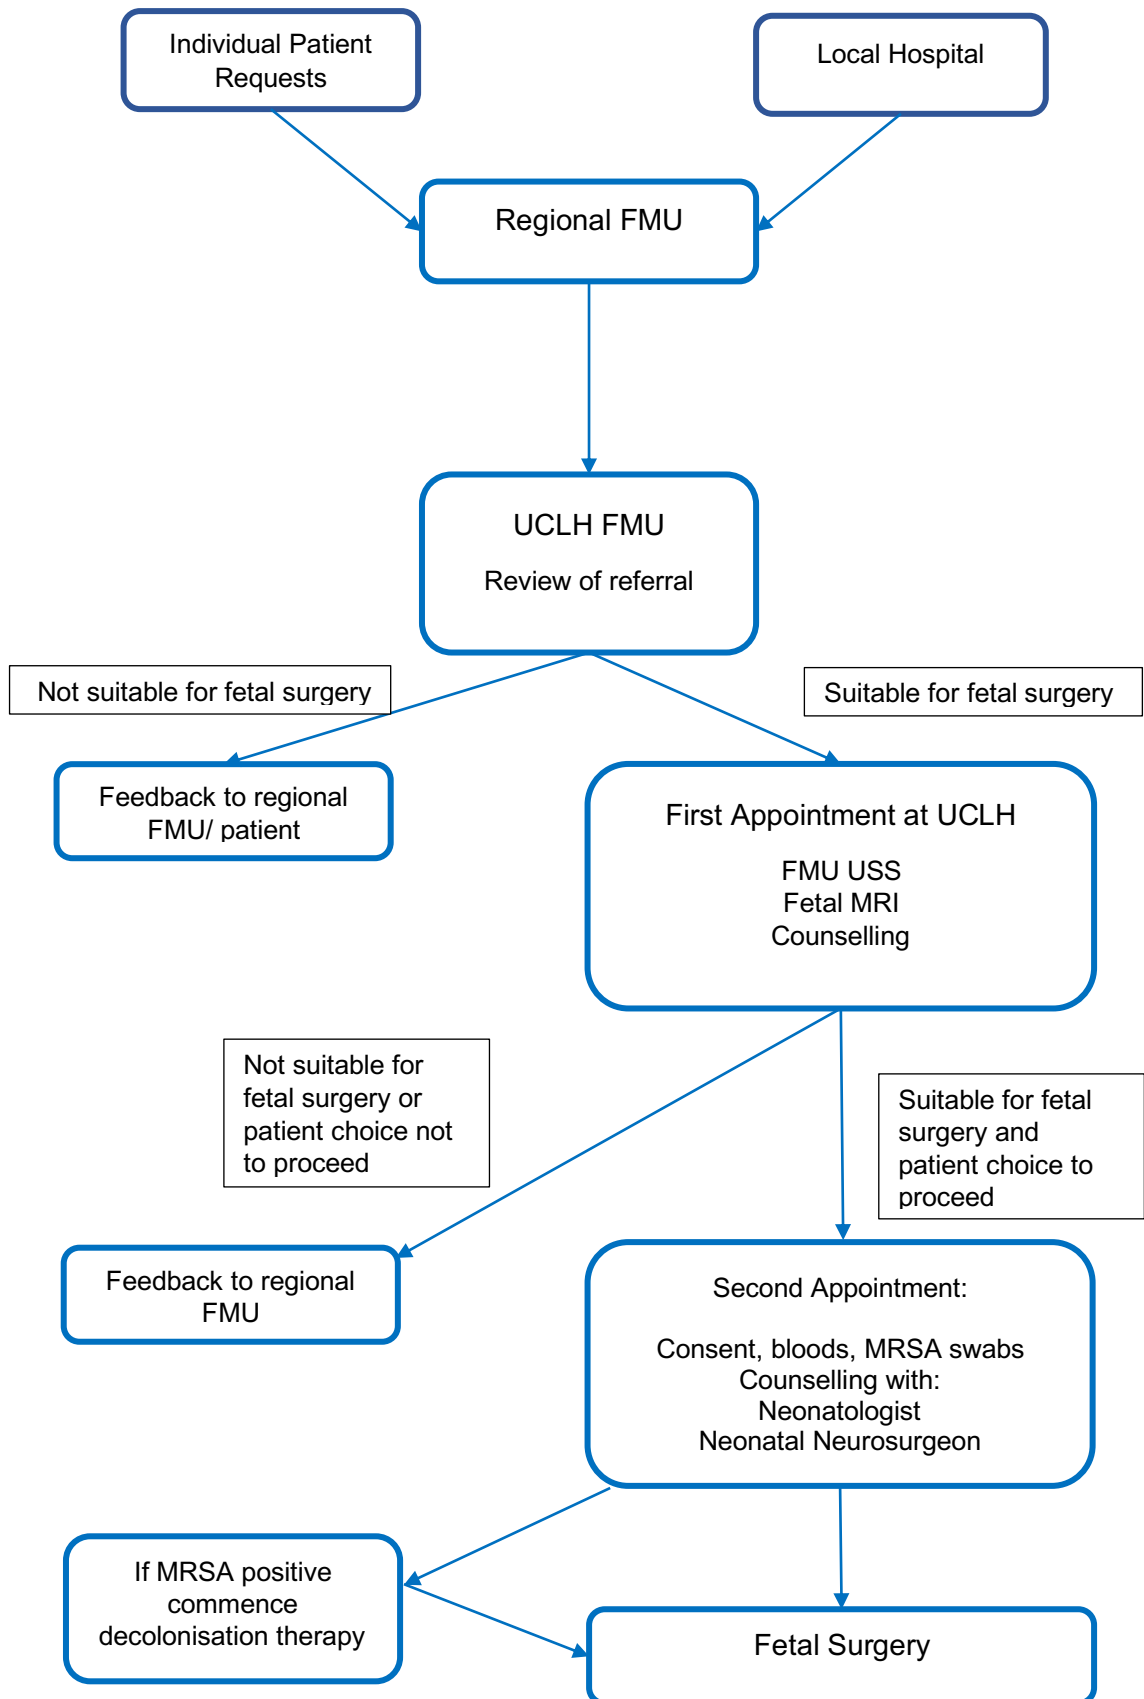 Individual Patient
Requests
Local Hospital
Regional FMU
UCLH FMU
Review of referral
Not suitable for fetal surgery
Suitable for fetal surgery
Feedback to regional
FMU/ patient
First Appointment at UCLH
FMU USS
Fetal MRI
Counselling
Not suitable for
fetal surgery or
patient choice not
to proceed
Suitable for fetal
surgery and
patient choice to
proceed
Feedback to regional
FMU
Second Appointment:
Consent, bloods, MRSA swabs
Counselling with:
Neonatologist
Neonatal Neurosurgeon
If MRSA positive
commence
decolonisation therapy
Fetal Surgery